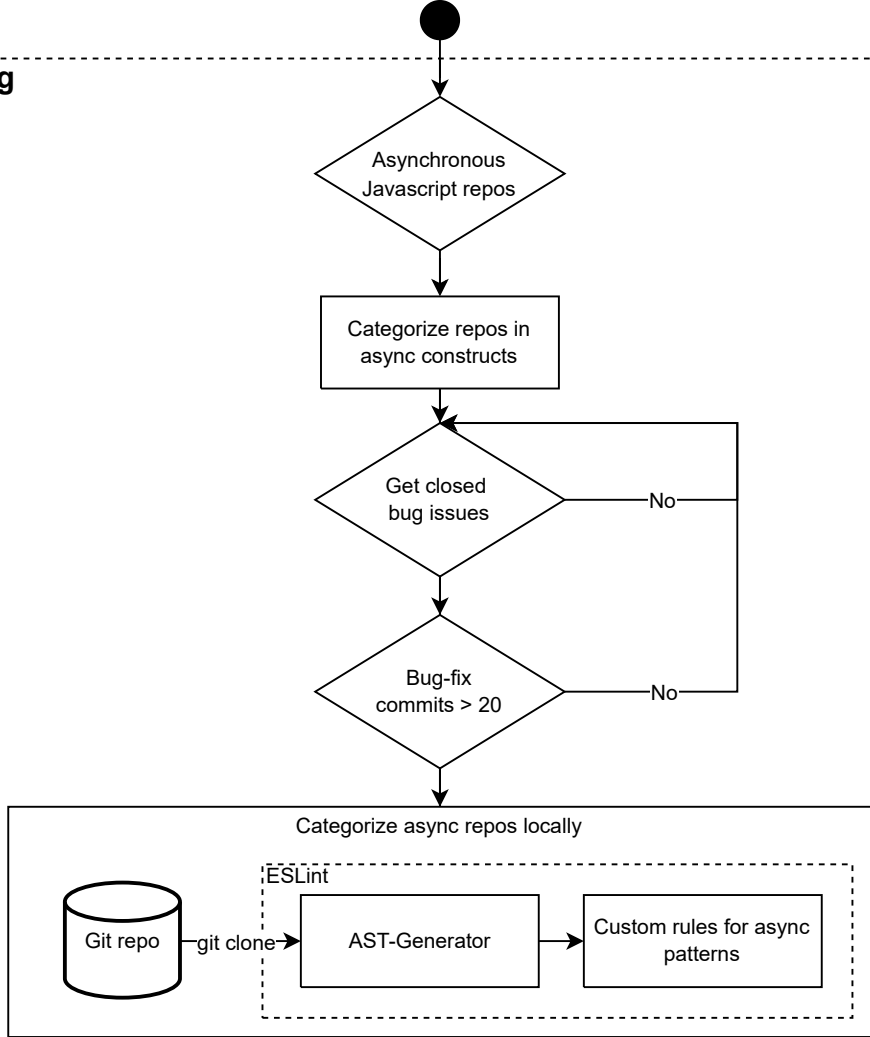 g
Asynchronous
Javascript repos
Categorize repos in
async constructs
Get closed
bug issues
No
Bug-fix
commits > 20
No
Categorize async repos locally
ESLint
Git repo
git clone
AST-Generator
Custom rules for async
patterns